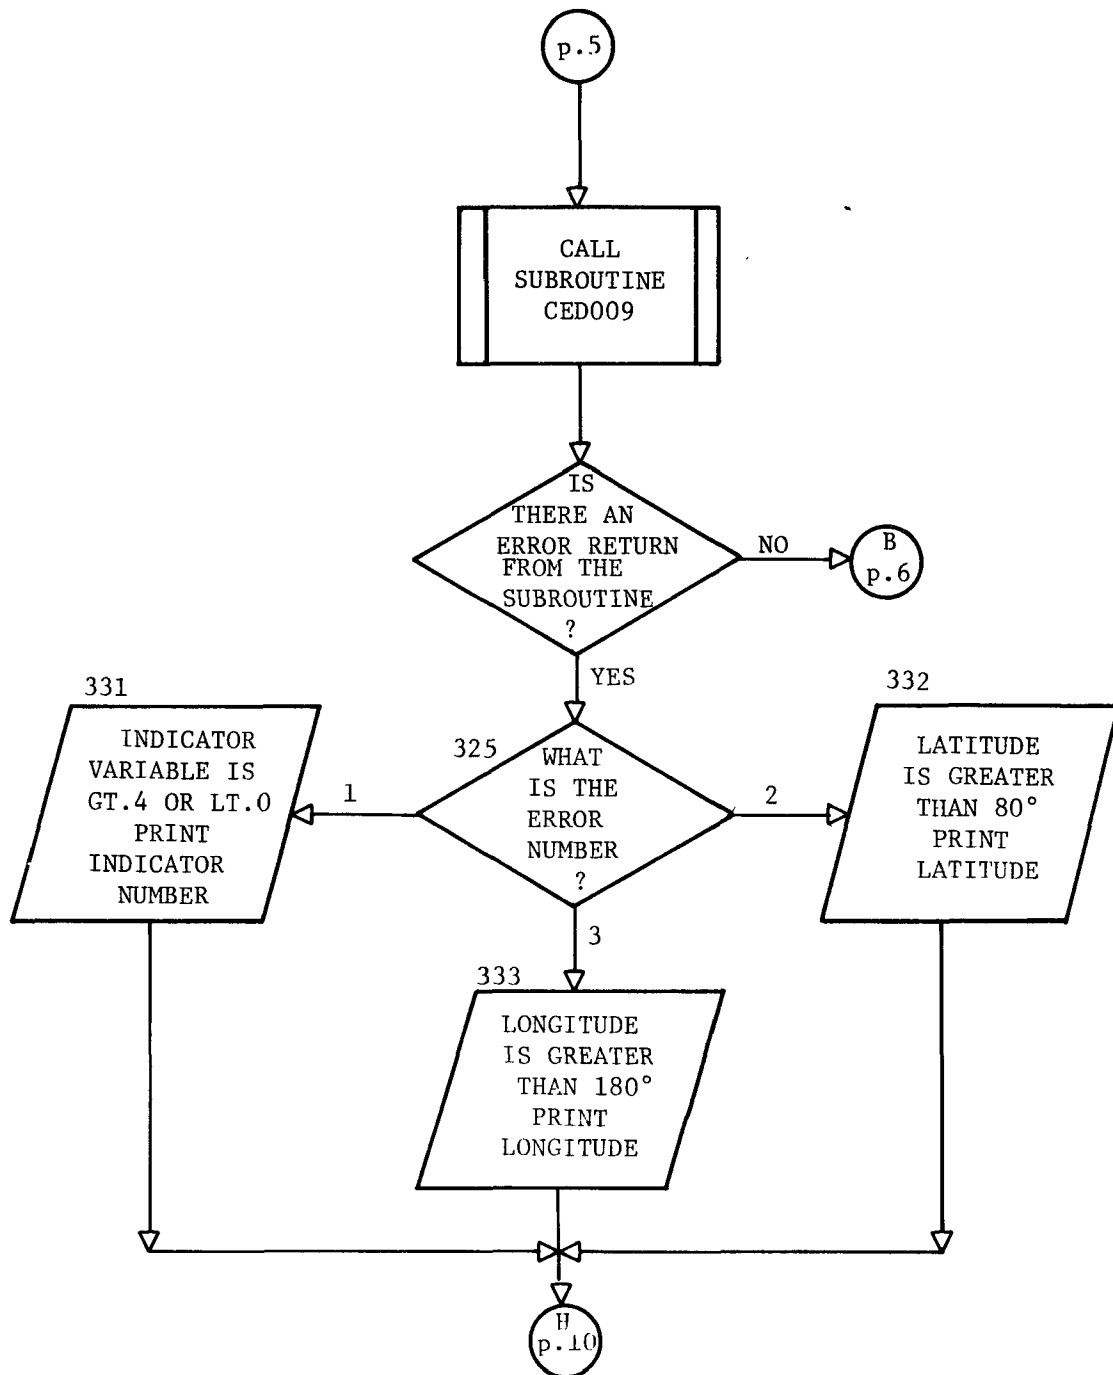 p.5
CALL
SUBROUTINE
CED009
IS
THERE AN
ERROR RETURN
FROM THE
SUBROUTINE
?
NO
B
p.6
YES
331
INDICATOR
VARIABLE IS
GT.4 OR LT.0
PRINT
INDICATOR
NUMBER
1
325
WHAT
IS THE
ERROR
NUMBER
?
2
332
LATITUDE
IS GREATER
THAN 80°
PRINT
LATITUDE
3
333
LONGITUDE
IS GREATER
THAN 180°
PRINT
LONGITUDE
H
p.10